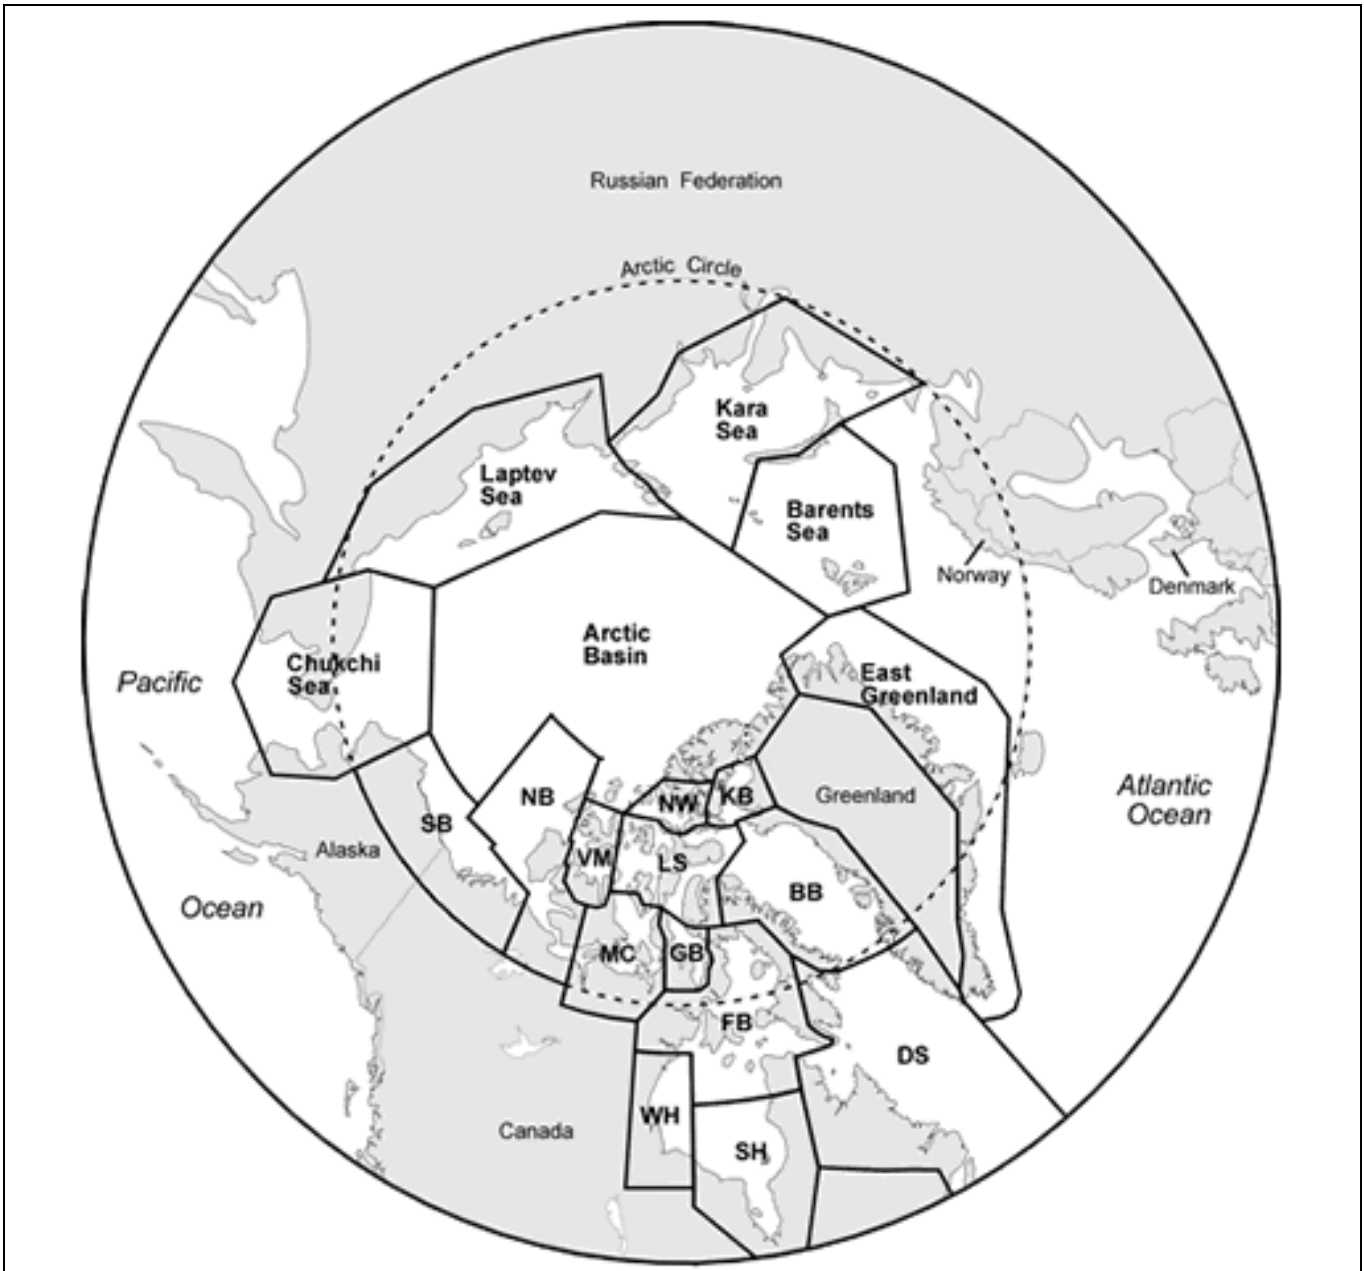 Russian Federation
Arctic Circle
Kara
Sea
Laptev
Sea
Barents
Sea
Norway
Denmark
Arctic
Basin
Chukchi
Sea
Pacific
East
Greenland
Greenland
Atlantic
Ocean
NB
NW
KB
SB
Alaska
VM
LS
BB
Ocean
MC
GB
FB
DS
WH
Canada
SH